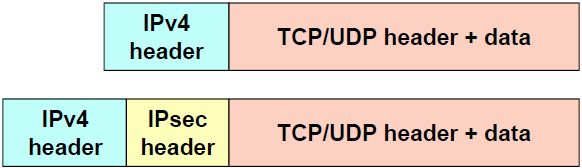 IPv4
header
TCP/UDP header + data
IPv4
header
IPsec
header
TCP/UDP header + data